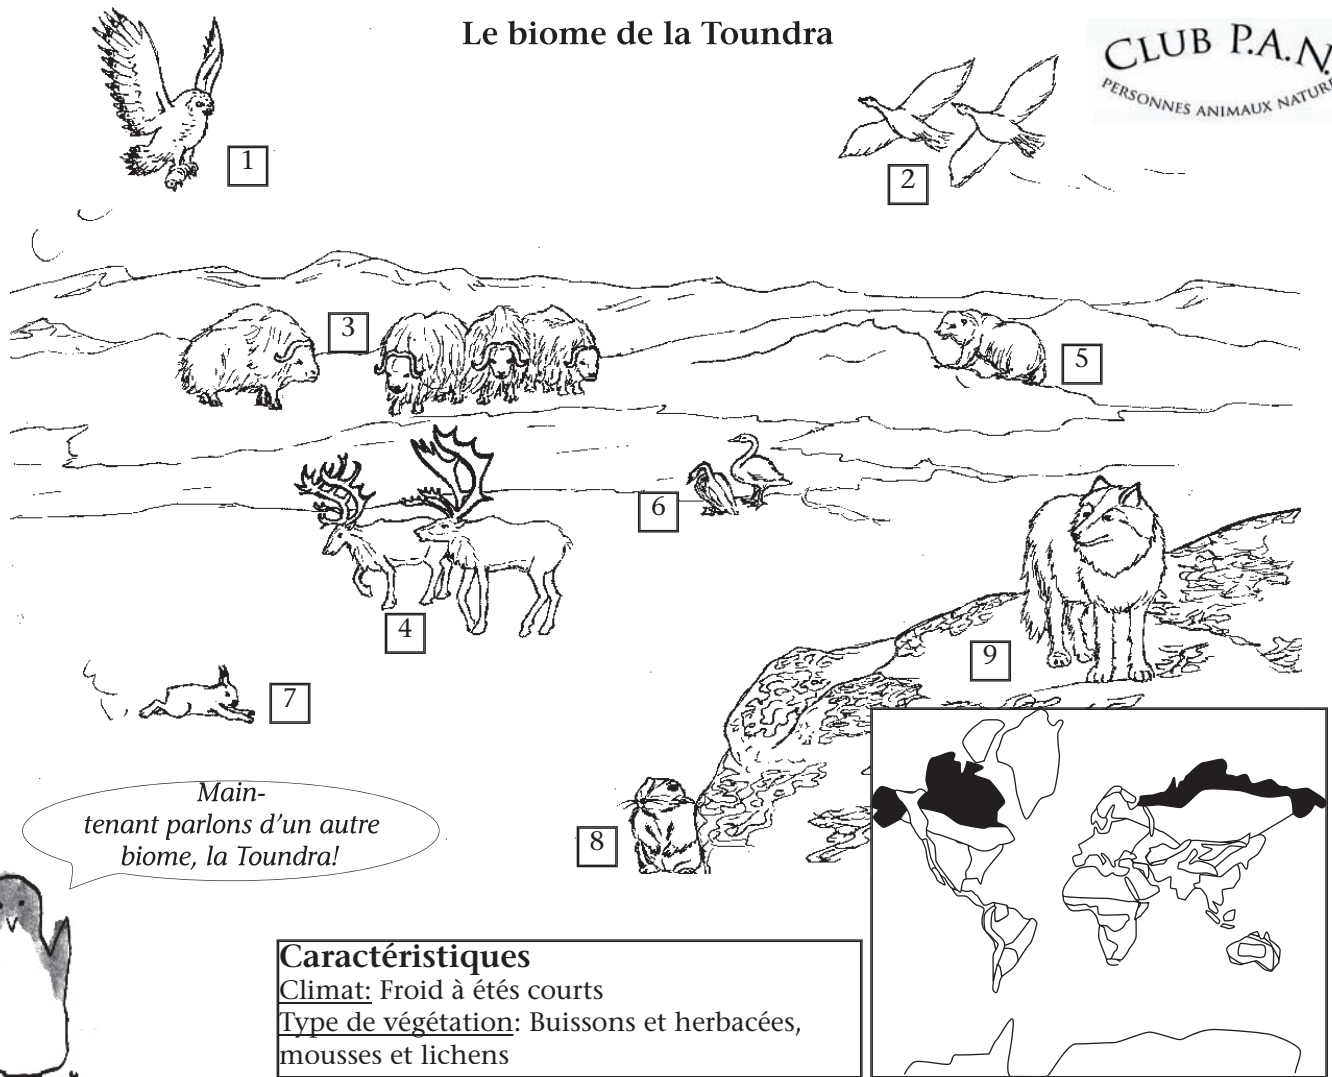 Le biome de la Toundra
CLUB P.A.N.
PERSONNES ANIMAUX NATURE
1
2
3
5
6
4
9
7
8
Main-
tenant parlons d'un autre
biome, la Toundra!
Caractéristiques
Climat: Froid à étés courts
Type de végétation: Buissons et herbacées,
mousses et lichens